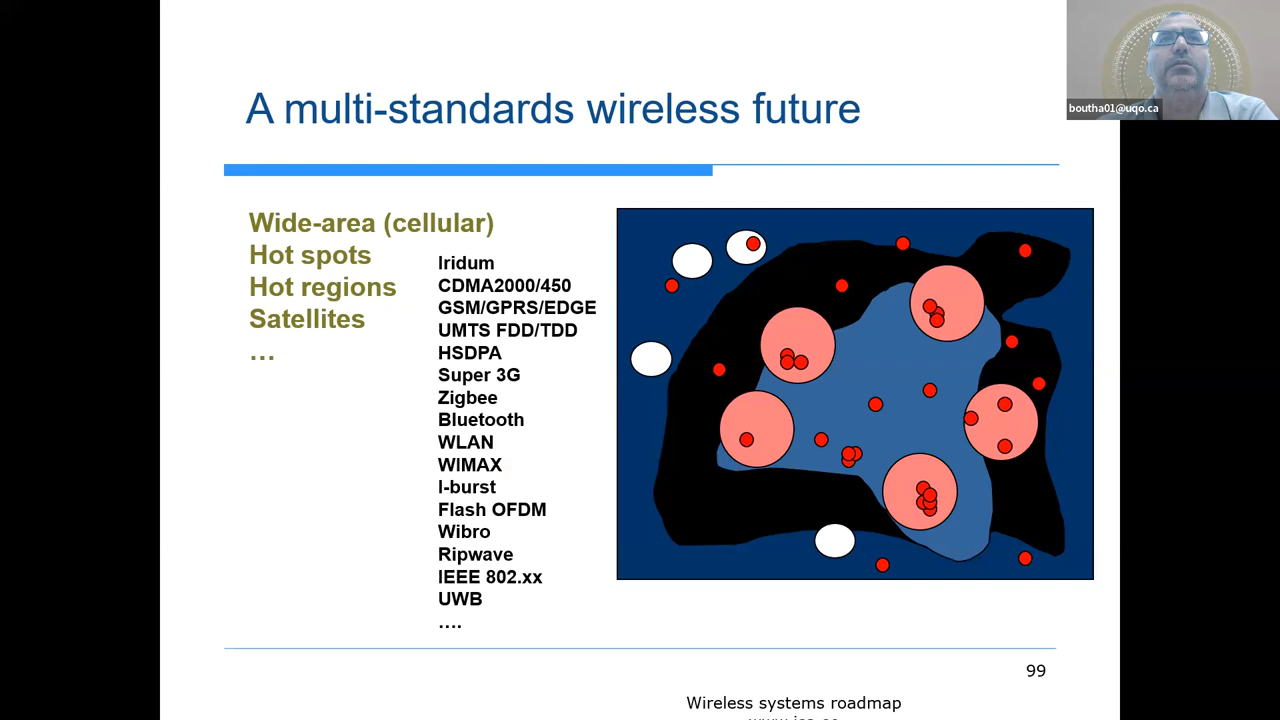 boutha01@uqo.ca
A multi-standards wireless future
Wide-area (cellular)
Hot spots
Hot regions
Satellites
…
Iridum
CDMA2000/450
GSM/GPRS/EDGE
UMTS FDD/TDD
HSDPA
Super 3G
Zigbee
Bluetooth
WLAN
WIMAX
I-burst
Flash OFDM
Wibro
Ripwave
IEEE 802.xx
UWB
….
99
Wireless systems roadmap